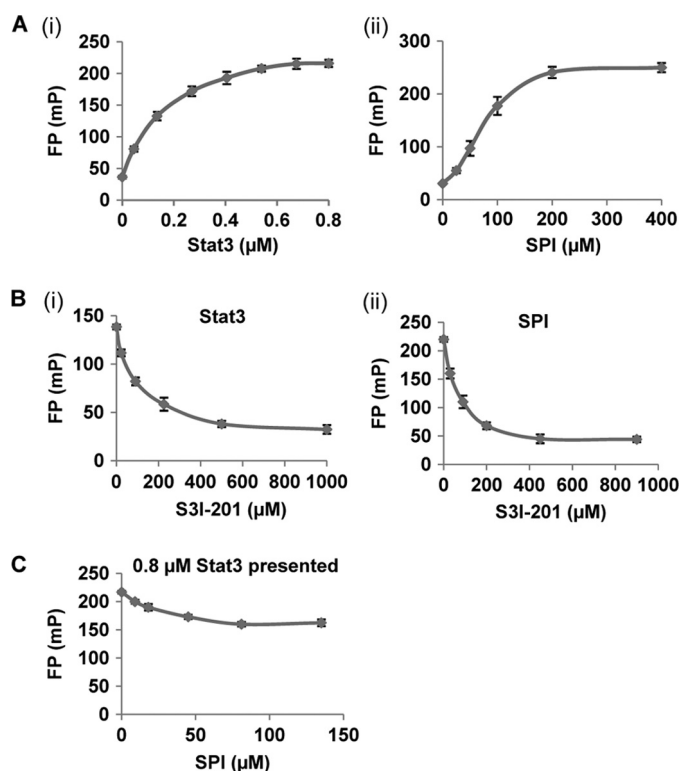 A (i) (ii)
250
200
150
100
50
0
FP (mP)
0 0.2 0.4 0.6 0.8
Stat3 (µM)
300
200
100
0
FP (mP)
0 100 200 300 400
SPI (µM)
B (i) (ii)
Stat3
150
100
50
0
FP (mP)
0 200 400 600 800 1000
S3I-201 (µM)
SPI
250
200
150
100
50
0
FP (mP)
0 200 400 600 800 1000
S3I-201 (µM)
C
0.8 µM Stat3 presented
250
200
150
100
50
0
FP (mP)
0 50 100 150
SPI (µM)